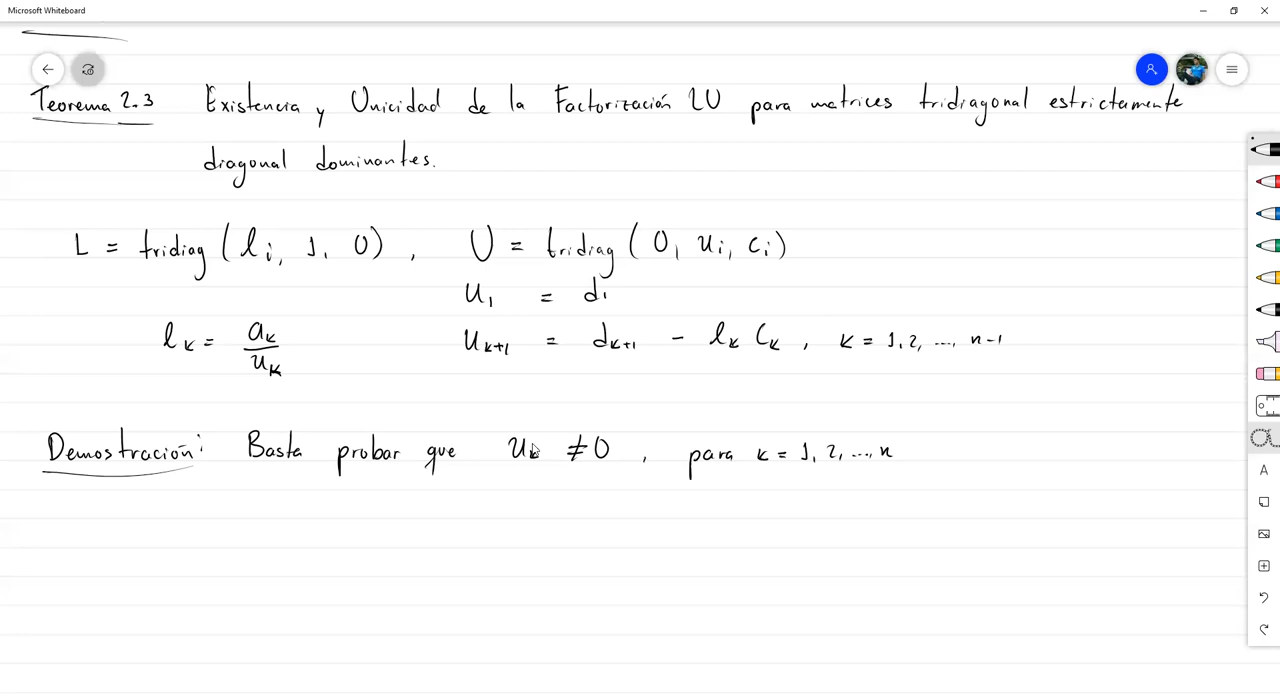 Microsoft Whiteboard
Teorema 2.3 Existencia y Unicidad de la Factorización LU para matrices tridiagonal estrictamente
diagonal dominantes.
L = tridiag (l_i, 1, 0), U = tridiag (0, u_i, c_i)
u_1 = d_1
l_k = a_k / u_k u_{k+1} = d_{k+1} - l_k c_k, k = 1, 2, ..., n-1
Demostración: Basta probar que u_k ≠ 0, para k = 1, 2, ..., n
A